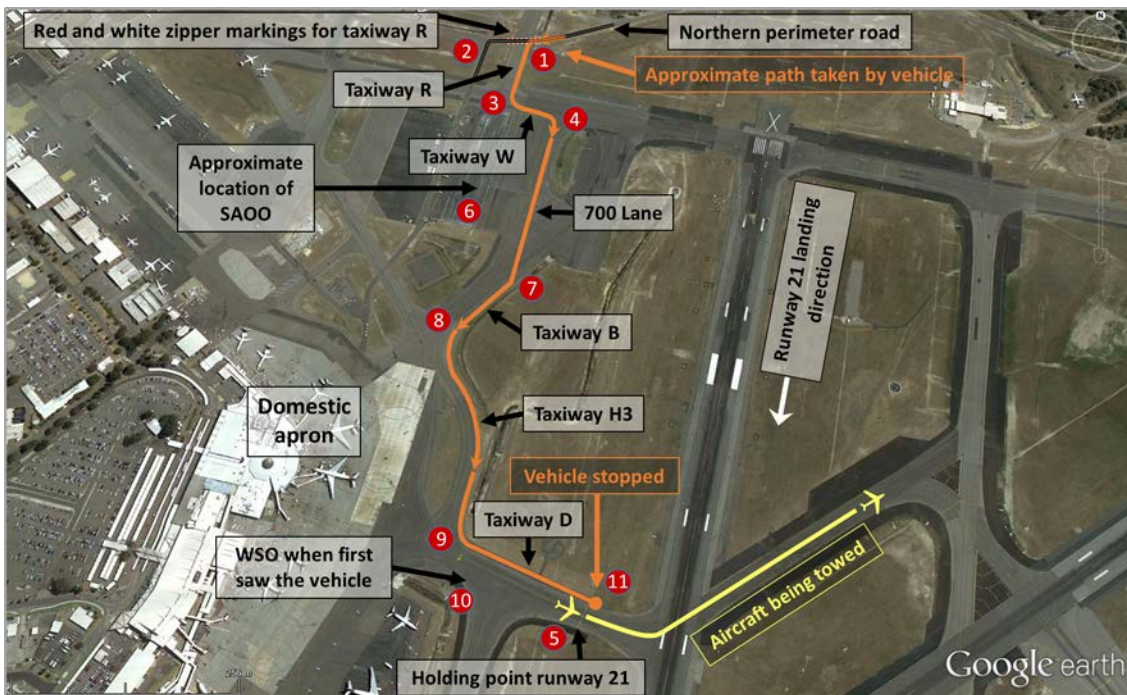 Red and white zipper markings for taxiway R
2
1
Northern perimeter road
N
Approximate path taken by vehicle
Taxiway R
3
4
Taxiway W
Approximate
location of
SAOO
6
700 Lane
Runway 21 landing
direction
7
8
Taxiway B
Domestic
apron
Taxiway H3
Vehicle stopped
9
Taxiway D
WSO when first
saw the vehicle
10
11
5
Aircraft being towed
Holding point runway 21
Google earth